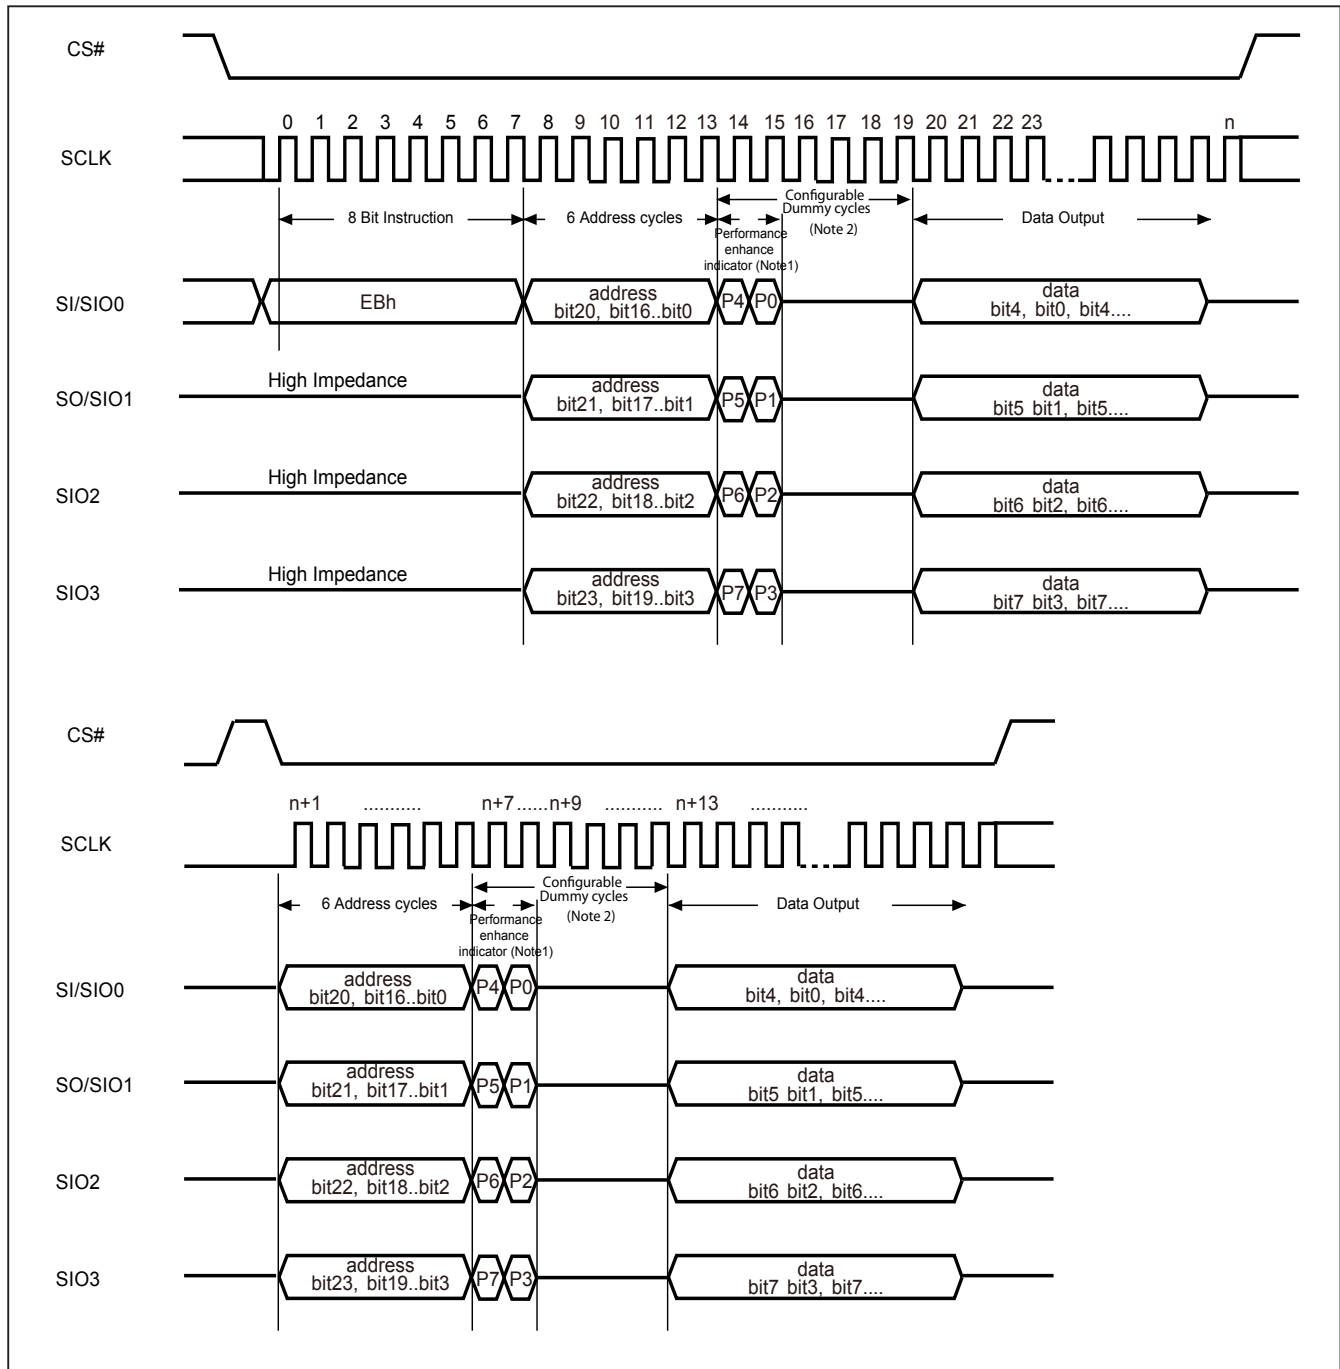 CS#
0 1 2 3 4 5 6 7 8 9 10 11 12 13 14 15 16 17 18 19 20 21 22 23 n
SCLK
8 Bit Instruction
6 Address cycles
Configurable
Dummy cycles
(Note 2)
Data Output
Performance
enhance
indicator (Note1)
SI/SIO0
EBh
address
bit20, bit16..bit0
P4 P0
data
bit4, bit0, bit4....
SO/SIO1
High Impedance
address
bit21, bit17..bit1
P5 P1
data
bit5 bit1, bit5....
SIO2
High Impedance
address
bit22, bit18..bit2
P6 P2
data
bit6 bit2, bit6....
SIO3
High Impedance
address
bit23, bit19..bit3
P7 P3
data
bit7 bit3, bit7....
CS#
n+1 ........... n+7 ......n+9 ........... n+13 ...........
SCLK
6 Address cycles
Configurable
Dummy cycles
(Note 2)
Data Output
Performance
enhance
indicator (Note1)
SI/SIO0
address
bit20, bit16..bit0
P4 P0
data
bit4, bit0, bit4....
SO/SIO1
address
bit21, bit17..bit1
P5 P1
data
bit5 bit1, bit5....
SIO2
address
bit22, bit18..bit2
P6 P2
data
bit6 bit2, bit6....
SIO3
address
bit23, bit19..bit3
P7 P3
data
bit7 bit3, bit7....